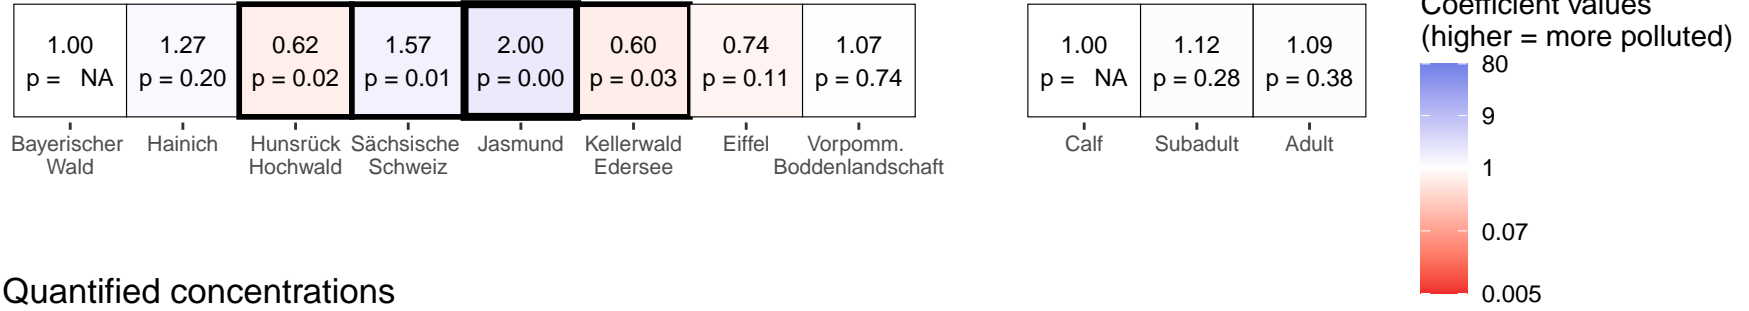 Coefficient values
(higher = more polluted)
1.00 1.27 0.62 1.57 2.00 0.60 0.74 1.07 1.00 1.12 1.09
p = NA p = 0.20 p = 0.02 p = 0.01 p = 0.00 p = 0.03 p = 0.11 p = 0.74 p = NA p = 0.28 p = 0.38
80
9
1
0.07
0.005
Bayerischer Hainich Hunsrück Sächsische Jasmund Kellerwald Eiffel Vorpomm. Calf Subadult Adult
Wald Hochwald Schweiz Edersee Boddenlandschaft
Quantified concentrations